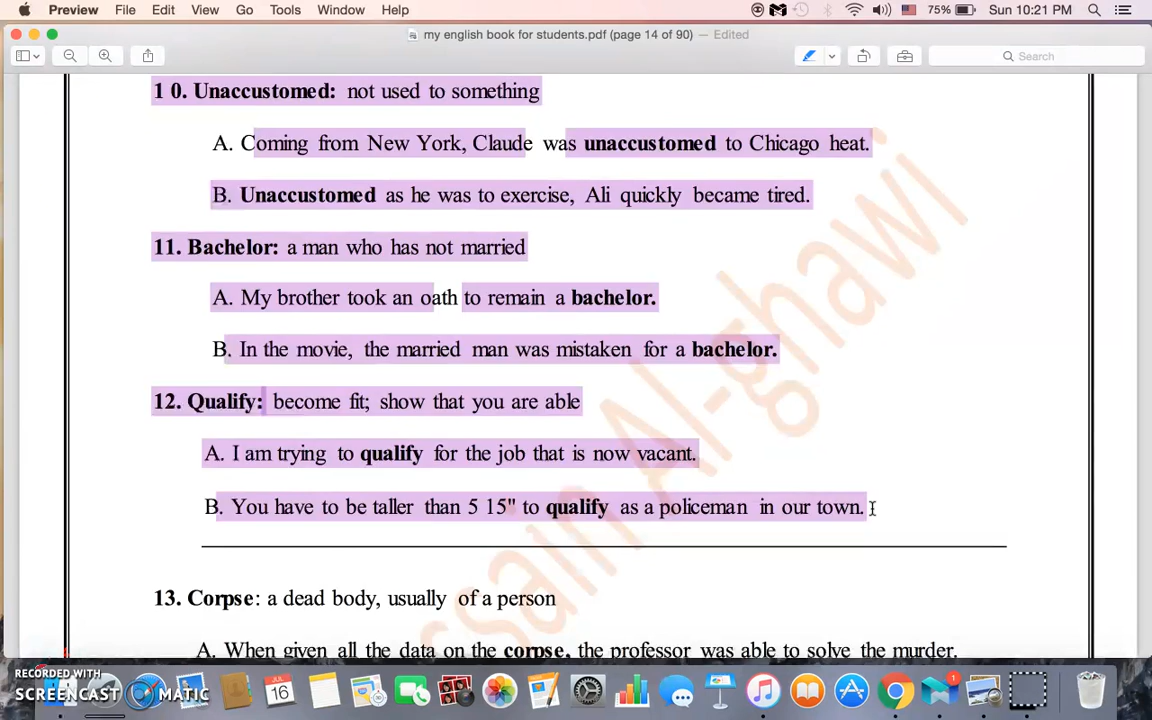 Preview File Edit View Go Tools Window Help 75% Sun 10:21 PM
my english book for students.pdf (page 14 of 90) — Edited
Search
1 0. Unaccustomed: not used to something
A. Coming from New York, Claude was unaccustomed to Chicago heat.
B. Unaccustomed as he was to exercise, Ali quickly became tired.
11. Bachelor: a man who has not married
A. My brother took an oath to remain a bachelor.
B. In the movie, the married man was mistaken for a bachelor.
12. Qualify: become fit; show that you are able
A. I am trying to qualify for the job that is now vacant.
B. You have to be taller than 5 15" to qualify as a policeman in our town.
13. Corpse: a dead body, usually of a person
A. When given all the data on the corpse, the professor was able to solve the murder.
ssain Al-ghawi
RECORDED WITH
SCREENCAST MATIC
JUL
16
1